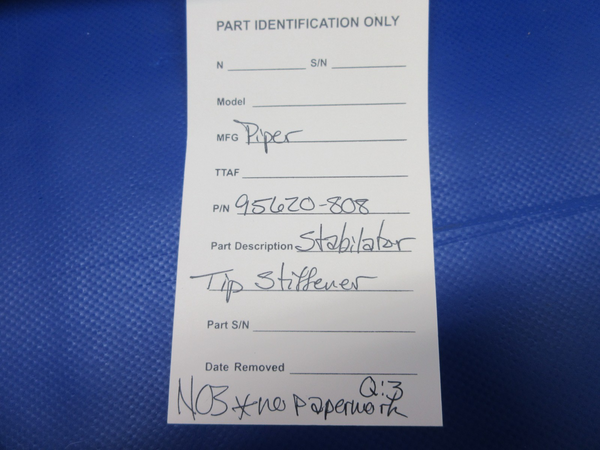 PART IDENTIFICATION ONLY
N S/N
Model
MFG Piper
TTAF
P/N 95620-808
Part Description Stabilator
Tip Stiffener
Part S/N
Date Removed
Q:3
NOS *no paperwork